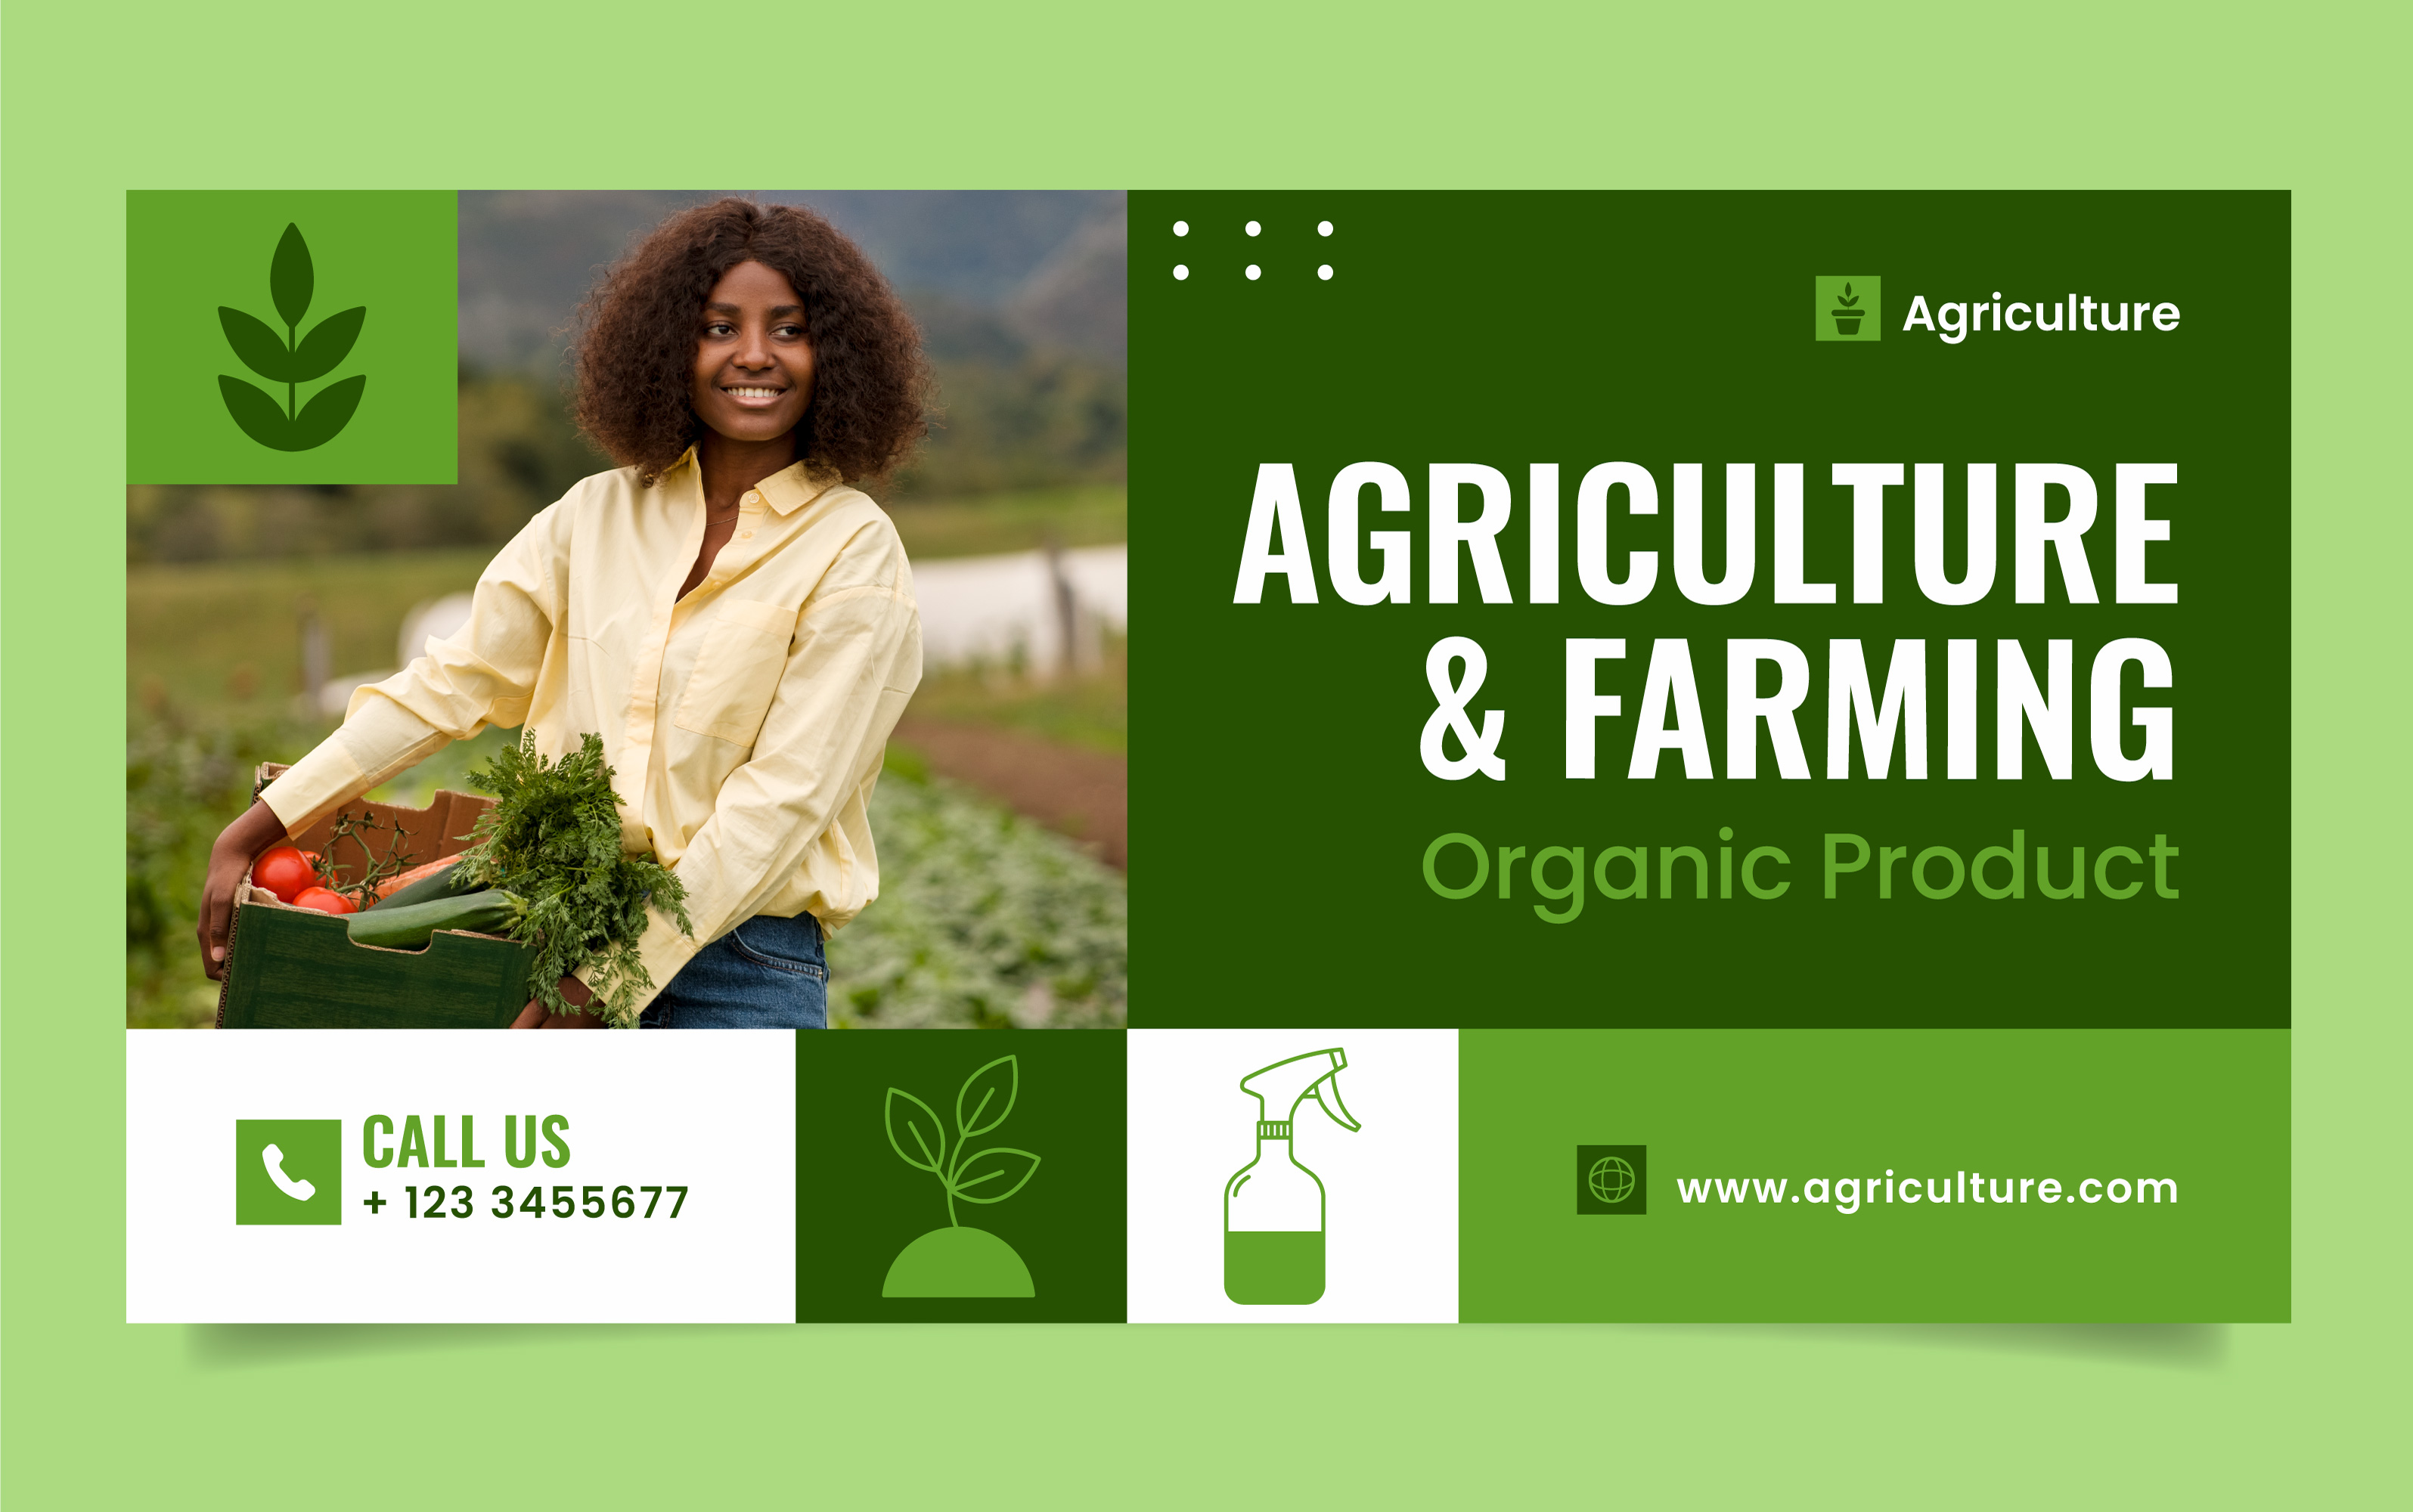 Agriculture
AGRICULTURE
& FARMING
Organic Product
CALL US
+ 123 3455677
www.agriculture.com